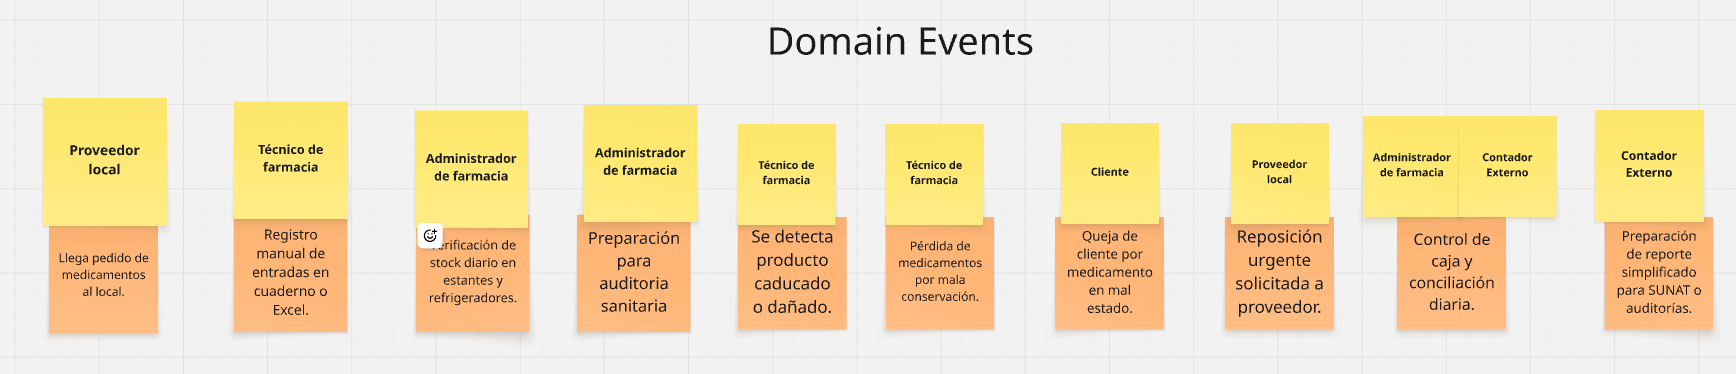 Domain Events
Proveedor
local
Llega pedido de
medicamentos
al local.
Técnico de
farmacia
Registro
manual de
entradas en
cuaderno o
Excel.
Administrador
de farmacia
erificación de
stock diario en
estantes y
refrigeradores.
Administrador
de farmacia
Preparación
para
auditoria
sanitaria
Técnico de
farmacia
Se detecta
producto
caducado
o dañado.
Técnico de
farmacia
Pérdida de
medicamentos
por mala
conservación.
Cliente
Queja de
cliente por
medicamento
en mal
estado.
Proveedor
local
Reposición
urgente
solicitada a
proveedor.
Administrador
de farmacia
Contador
Externo
Control de
caja y
conciliación
diaria.
Contador
Externo
Preparación
de reporte
simplificado
para SUNAT o
auditorías.